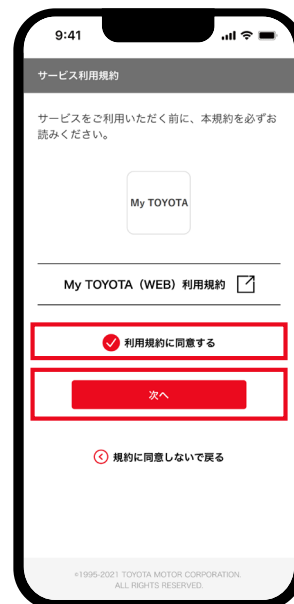 9:41
サービス利用規約
サービスをご利用いただく前に、本規約を必ずお
読みください。
My TOYOTA
My TOYOTA（WEB）利用規約
利用規約に同意する
次へ
規約に同意しないで戻る
©1995-2021 TOYOTA MOTOR CORPORATION.
ALL RIGHTS RESERVED.